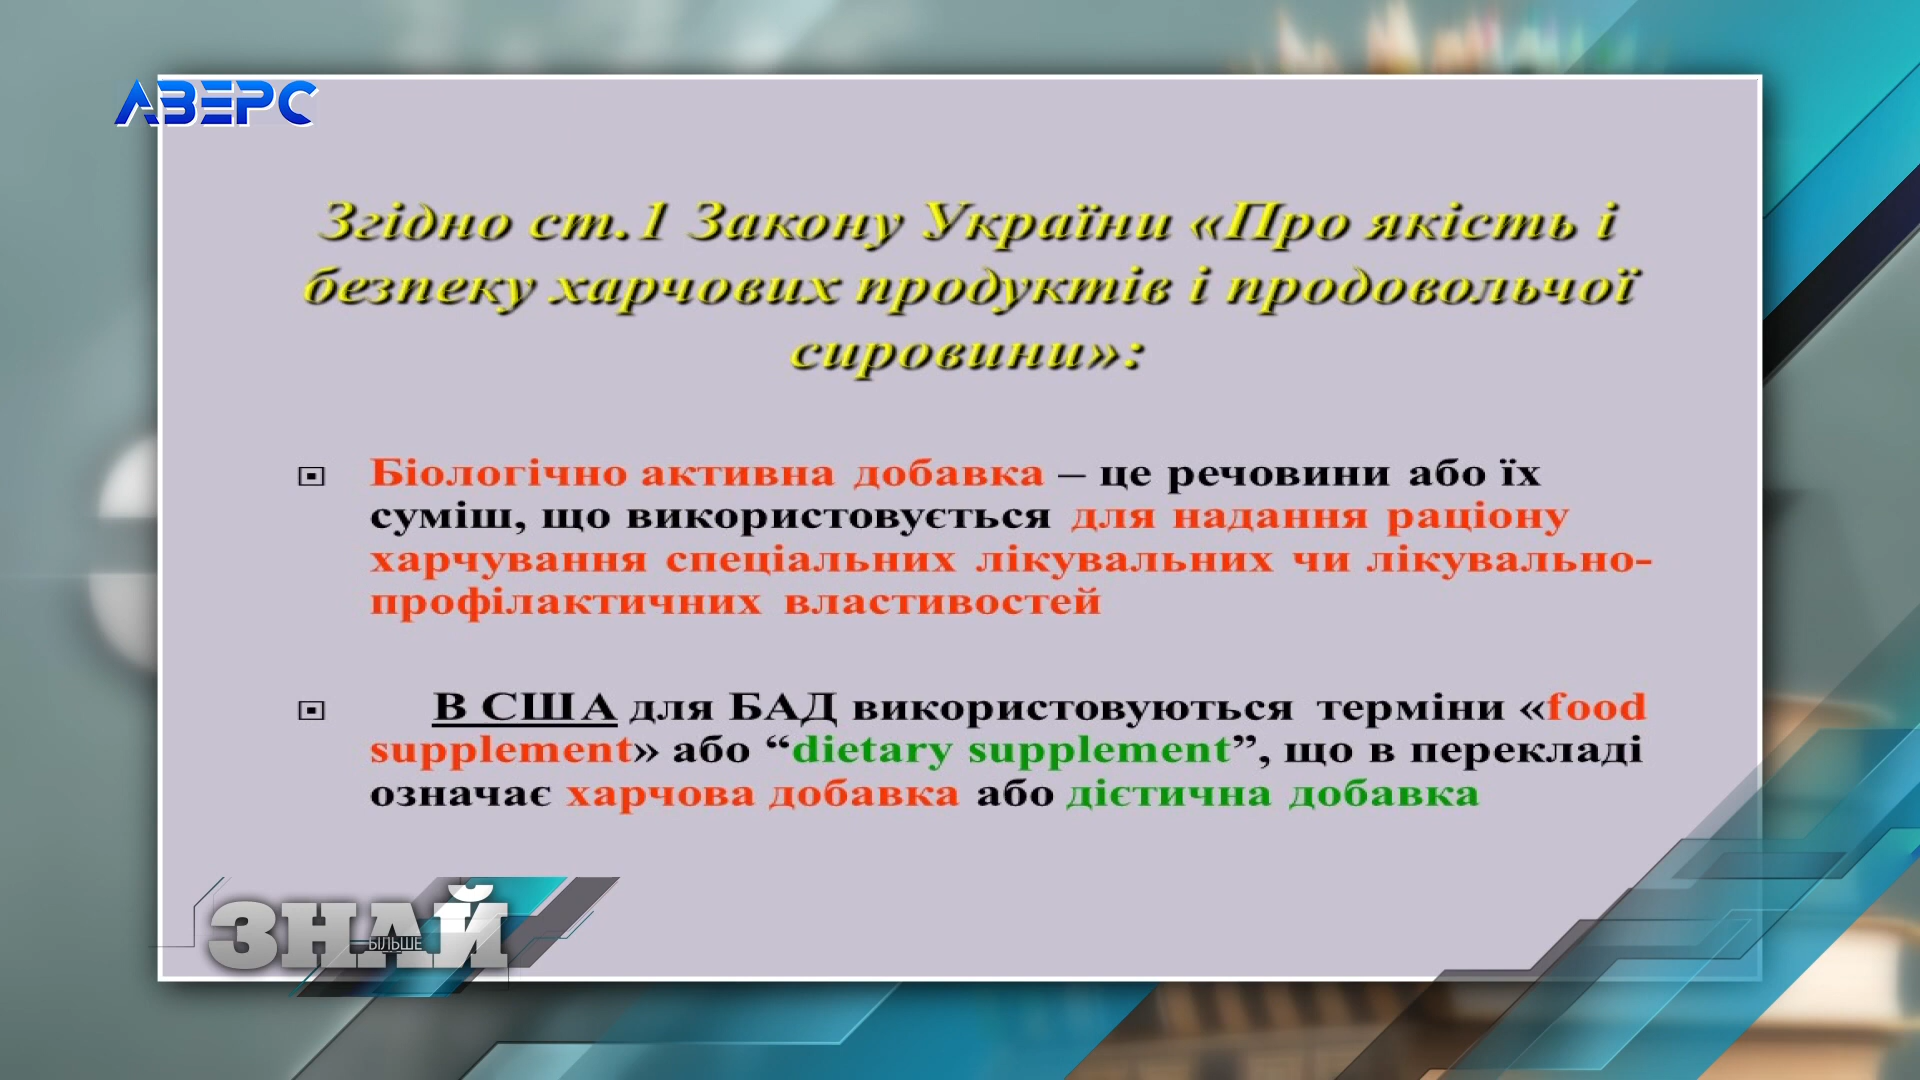 АВЕРС
Згідно ст.1 Закону України «Про якість і
безпеку харчових продуктів і продовольчої
сировини»:
Біологічно активна добавка – це речовини або їх
суміш, що використовується для надання раціону
харчування спеціальних лікувальних чи лікувально-
профілактичних властивостей
В США для БАД використовуються терміни «food
supplement» або “dietary supplement”, що в перекладі
означає харчова добавка або дієтична добавка
ЗНАЙ
БІЛЬШЕ